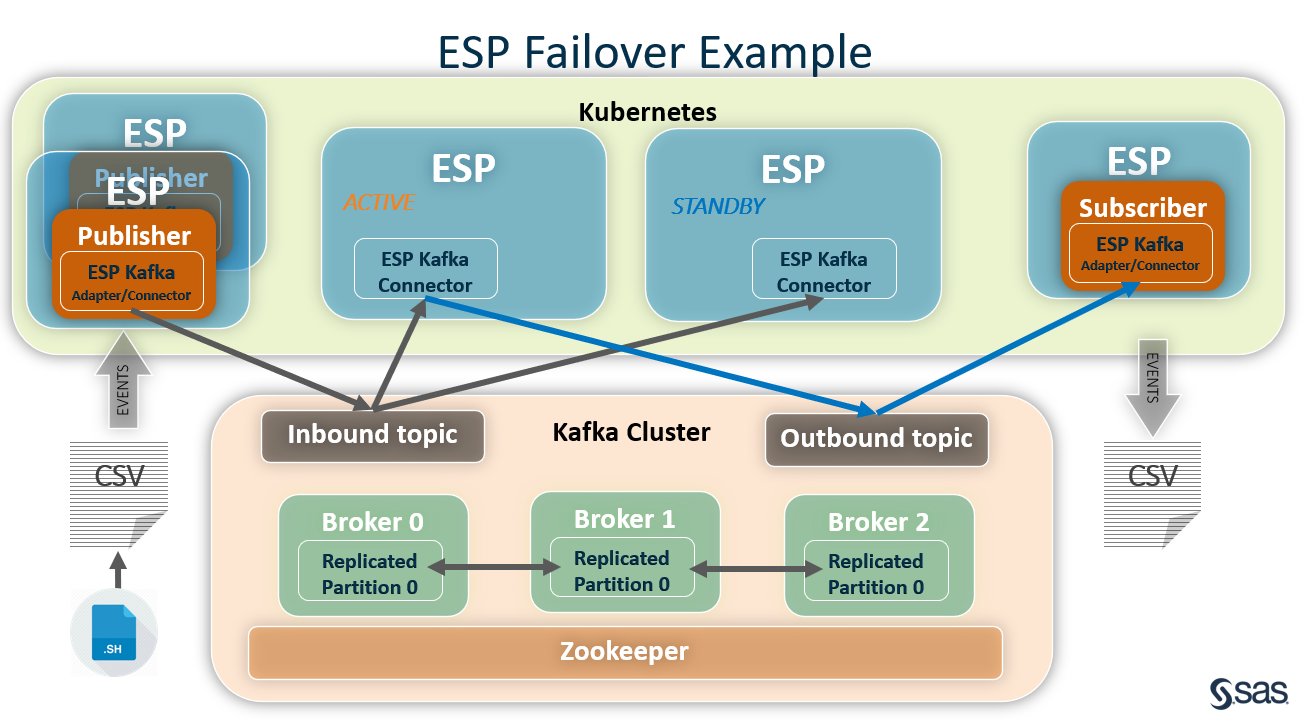 ESP Failover Example
Kubernetes
ESP
Publisher
ESP
Publisher
ESP Kafka
Adapter/Connector
ESP
ACTIVE
ESP Kafka
Connector
ESP
STANDBY
ESP Kafka
Connector
ESP
Subscriber
ESP Kafka
Adapter/Connector
EVENTS
CSV
.SH
Inbound topic
Kafka Cluster
Outbound topic
Broker 0
Replicated
Partition 0
Broker 1
Replicated
Partition 0
Broker 2
Replicated
Partition 0
Zookeeper
EVENTS
CSV
sas